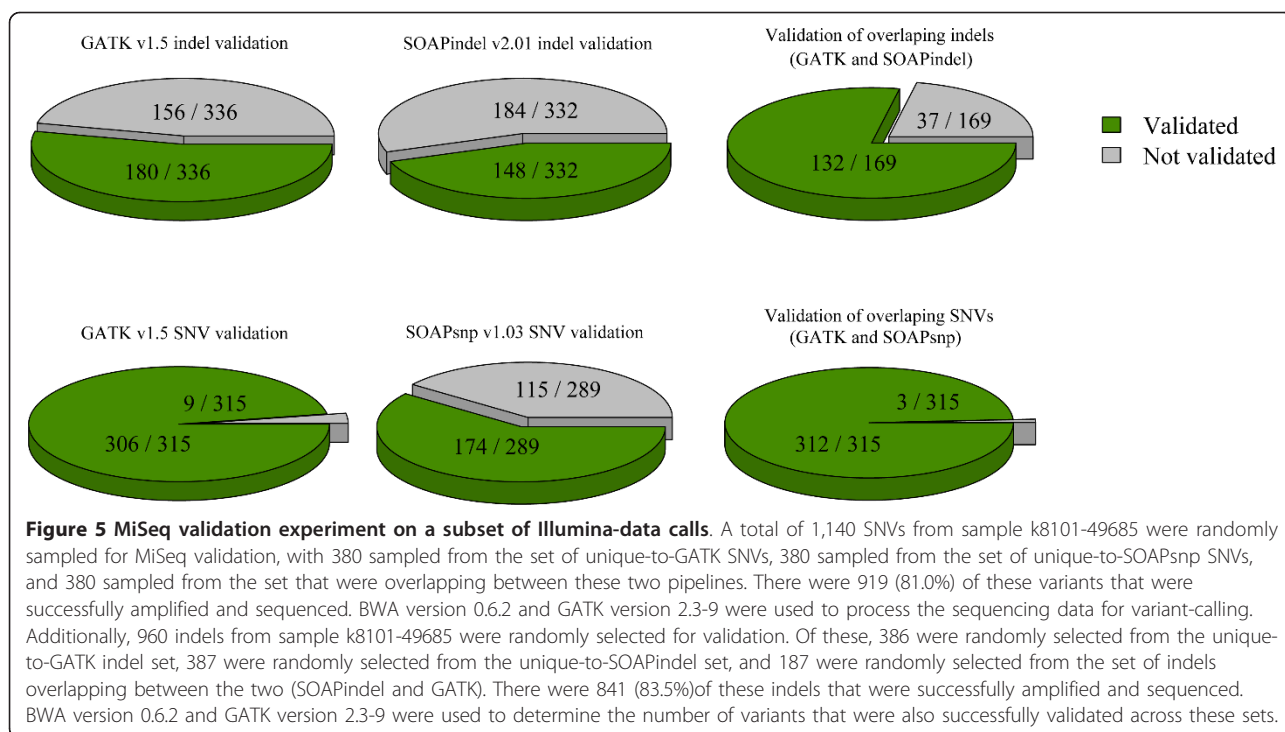 GATK v1.5 indel validation
156 / 336
180 / 336
SOAPindel v2.01 indel validation
184 / 332
148 / 332
Validation of overlaping indels
(GATK and SOAPindel)
37 / 169
132 / 169
Validated
Not validated
GATK v1.5 SNV validation
9 / 315
306 / 315
SOAPsnp v1.03 SNV validation
115 / 289
174 / 289
Validation of overlaping SNVs
(GATK and SOAPsnp)
3 / 315
312 / 315
Figure 5 MiSeq validation experiment on a subset of Illumina-data calls. A total of 1,140 SNVs from sample k8101-49685 were randomly
sampled for MiSeq validation, with 380 sampled from the set of unique-to-GATK SNVs, 380 sampled from the set of unique-to-SOAPsnp SNVs,
and 380 sampled from the set that were overlapping between these two pipelines. There were 919 (81.0%) of these variants that were
successfully amplified and sequenced. BWA version 0.6.2 and GATK version 2.3-9 were used to process the sequencing data for variant-calling.
Additionally, 960 indels from sample k8101-49685 were randomly selected for validation. Of these, 386 were randomly selected from the unique-
to-GATK indel set, 387 were randomly selected from the unique-to-SOAPindel set, and 187 were randomly selected from the set of indels
overlapping between the two (SOAPindel and GATK). There were 841 (83.5%)of these indels that were successfully amplified and sequenced.
BWA version 0.6.2 and GATK version 2.3-9 were used to determine the number of variants that were also successfully validated across these sets.